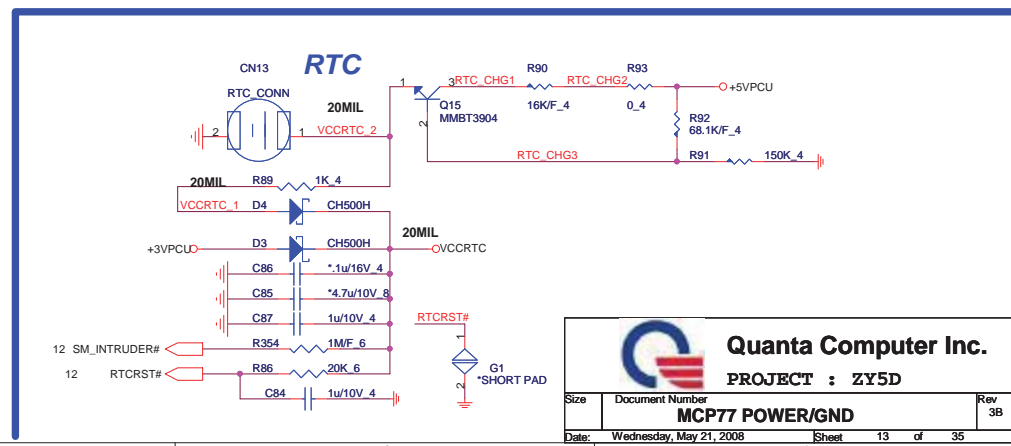 RTC
CN13
RTC_CONN
20MIL
2
1
VCCRTC_2
1
3
2
Q15
MMBT3904
RTC_CHG1
R90
16K/F_4
RTC_CHG2
R93
0_4
+5VPCU
R92
68.1K/F_4
RTC_CHG3
R91
150K_4
20MIL
R89
1K_4
VCCRTC_1
D4
CH500H
20MIL
+3VPCU
D3
CH500H
VCCRTC
C86
*.1u/16V_4
C85
*4.7u/10V_8
C87
1u/10V_4
RTCRST#
1
2
G1
*SHORT PAD
12 SM_INTRUDER#
R354
1M/F_6
12 RTCRST#
R86
20K_6
C84
1u/10V_4
Quanta Computer Inc.
PROJECT : ZY5D
Size
Document Number
Rev
MCP77 POWER/GND
3B
Date: Wednesday, May 21, 2008
Sheet 13 of 35